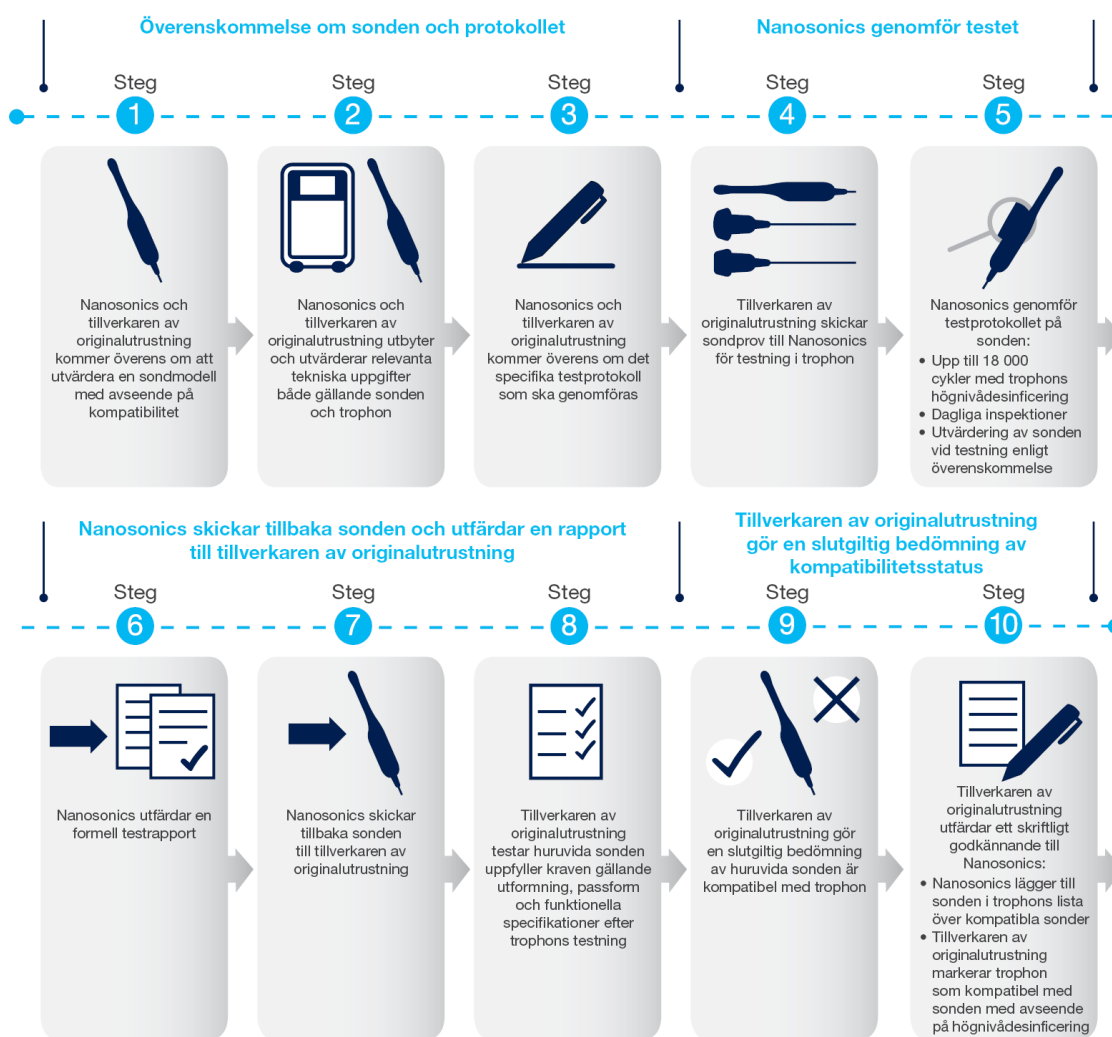 Överenskommelse om sonden och protokollet
Nanosonics genomför testet
Steg
1
Steg
2
Steg
3
Steg
4
Steg
5
Nanosonics och
tillverkaren av
originalutrustning
kommer överens om att
utvärdera en sondmodell
med avseende på
kompatibilitet
Nanosonics och
tillverkaren av
originalutrustning utbyter
och utvärderar relevanta
tekniska uppgifter
både gällande sonden
och trophon
Nanosonics och
tillverkaren av
originalutrustning
kommer överens om det
specifika testprotokoll
som ska genomföras
Tillverkaren av
originalutrustning skickar
sondprov till Nanosonics
för testning i trophon
Nanosonics genomför
testprotokollet på
sonden:
• Upp till 18 000
cykler med trophons
högnivådesinficering
• Dagliga inspektioner
• Utvärdering av sonden
vid testning enligt
överenskommelse
Nanosonics skickar tillbaka sonden och utfärdar en rapport
till tillverkaren av originalutrustning
Tillverkaren av originalutrustning
gör en slutgiltig bedömning av
kompatibilitetsstatus
Steg
6
Steg
7
Steg
8
Steg
9
Steg
10
Nanosonics utfärdar en
formell testrapport
Nanosonics skickar
tillbaka sonden
till tillverkaren av
originalutrustning
Tillverkaren av
originalutrustning
testar huruvida sonden
uppfyller kraven gällande
utformning, passform
och funktionella
specifikationer efter
trophons testning
Tillverkaren av
originalutrustning gör
en slutgiltig bedömning
av huruvida sonden är
kompatibel med trophon
Tillverkaren av
originalutrustning
utfärdar ett skriftligt
godkännande till
Nanosonics:
• Nanosonics lägger till
sonden i trophons lista
över kompatibla sonder
• Tillverkaren av
originalutrustning
markerar trophon
som kompatibel med
sonden med avseende
på högnivådesinficering